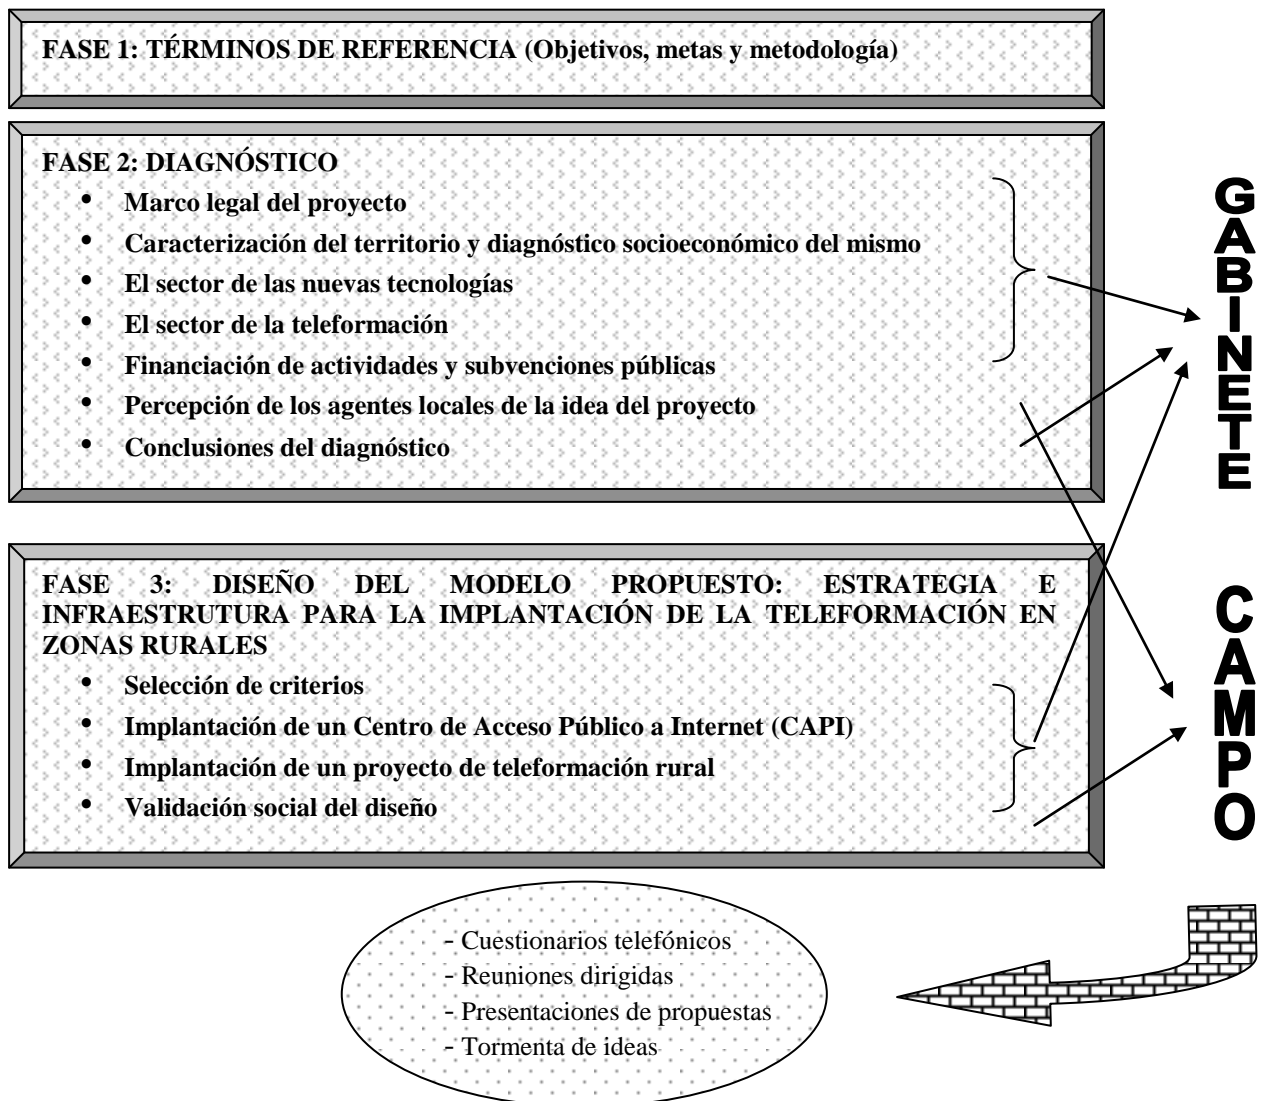 FASE 1: TÉRMINOS DE REFERENCIA (Objetivos, metas y metodología)
FASE 2: DIAGNÓSTICO
• Marco legal del proyecto
• Caracterización del territorio y diagnóstico socioeconómico del mismo
• El sector de las nuevas tecnologías
• El sector de la teleformación
• Financiación de actividades y subvenciones públicas
• Percepción de los agentes locales de la idea del proyecto
• Conclusiones del diagnóstico
GABINETE
FASE 3: DISEÑO DEL MODELO PROPUESTO: ESTRATEGIA E
INFRAESTRUTURA PARA LA IMPLANTACIÓN DE LA TELEFORMACIÓN EN
ZONAS RURALES
• Selección de criterios
• Implantación de un Centro de Acceso Público a Internet (CAPI)
• Implantación de un proyecto de teleformación rural
• Validación social del diseño
CAMPO
- Cuestionarios telefónicos
- Reuniones dirigidas
- Presentaciones de propuestas
- Tormenta de ideas